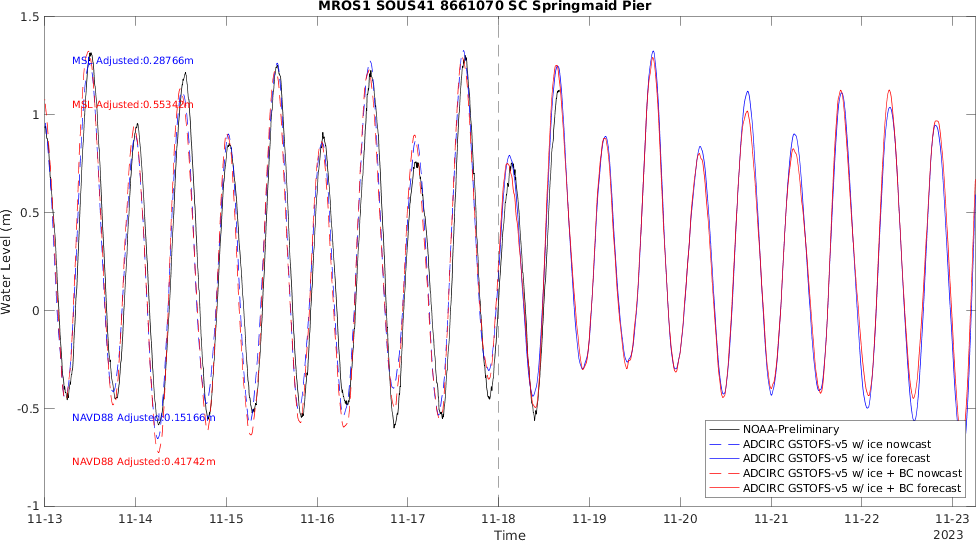 MROS1 SOUS41 8661070 SC Springmaid Pier
1.5
MSL Adjusted:0.28766m
MSL Adjusted:0.55342m
1
0.5
Water Level (m)
0
-0.5
NAVD88 Adjusted:0.15166m
NAVD88 Adjusted:0.41742m
NOAA-Preliminary
ADCIRC GSTOFS-v5 w/ ice nowcast
ADCIRC GSTOFS-v5 w/ ice forecast
ADCIRC GSTOFS-v5 w/ ice + BC nowcast
ADCIRC GSTOFS-v5 w/ ice + BC forecast
-1
11-13 11-14 11-15 11-16 11-17 11-18 11-19 11-20 11-21 11-22 11-23
Time
2023